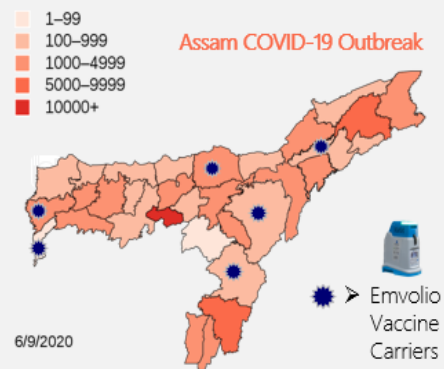 1–99
100–999
1000–4999
5000–9999
10000+
Assam COVID-19 Outbreak
➤ Emvolio
Vaccine
Carriers
6/9/2020